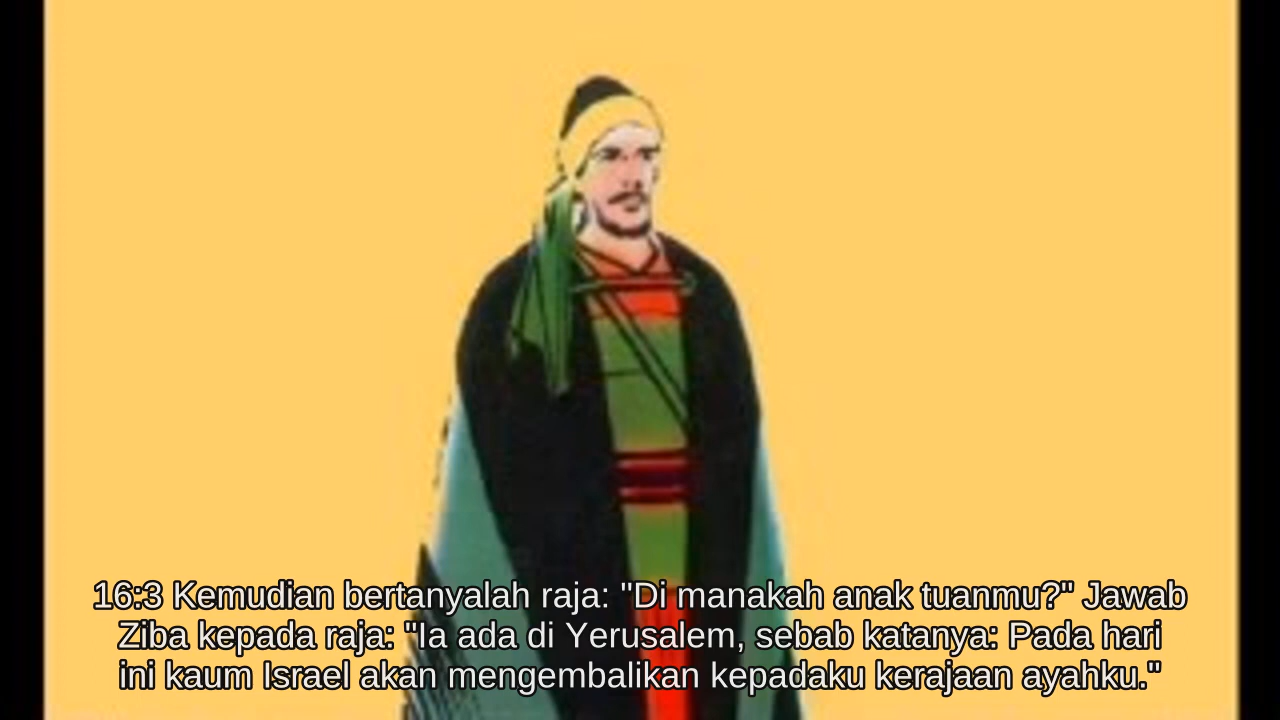 16:3 Kemudian bertanyalah raja: "Di manakah anak tuanmu?" Jawab
Ziba kepada raja: "Ia ada di Yerusalem, sebab katanya: Pada hari
ini kaum Israel akan mengembalikan kepadaku kerajaan ayahku."